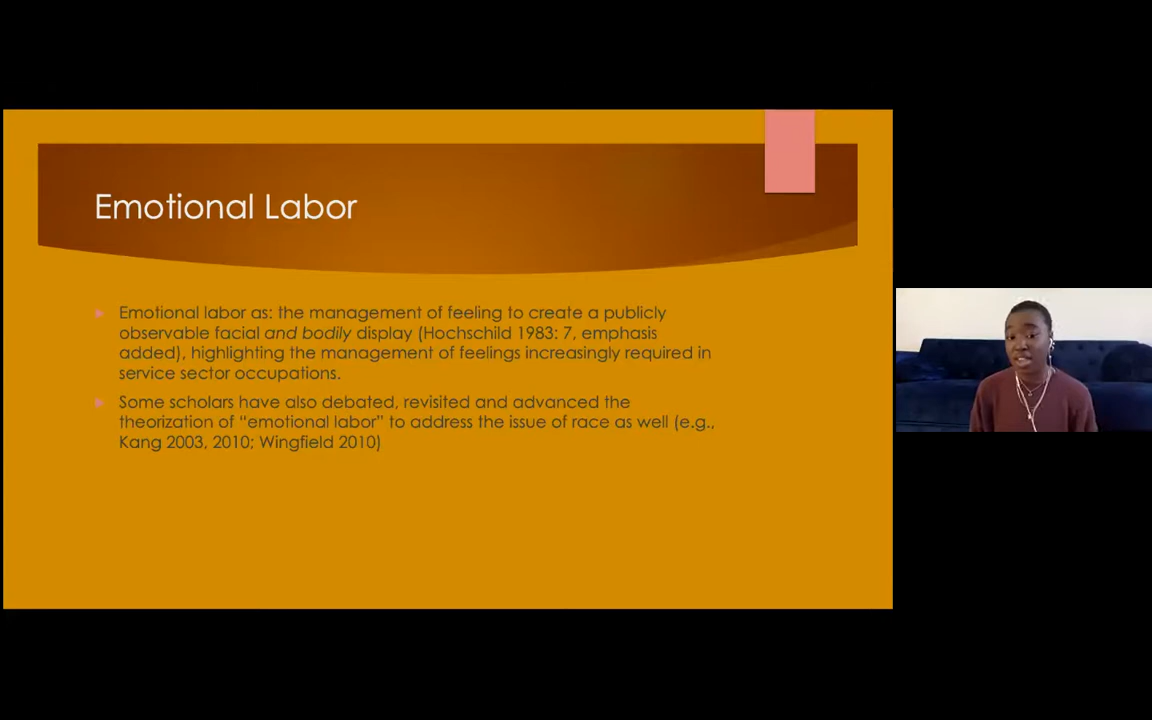 Emotional Labor
Emotional labor as: the management of feeling to create a publicly
observable facial and bodily display (Hochschild 1983: 7, emphasis
added), highlighting the management of feelings increasingly required in
service sector occupations.
Some scholars have also debated, revisited and advanced the
theorization of “emotional labor” to address the issue of race as well (e.g.,
Kang 2003, 2010; Wingfield 2010)